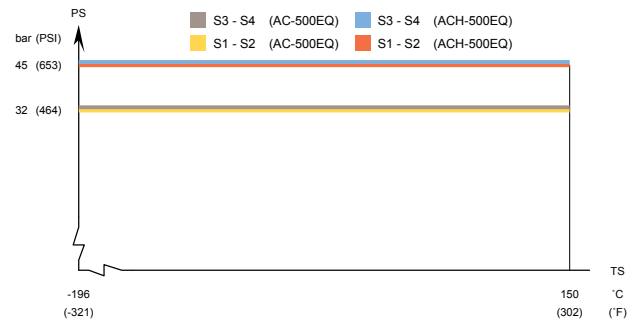 PS
S3 - S4 (AC-500EQ) S3 - S4 (ACH-500EQ)
bar (PSI) S1 - S2 (AC-500EQ) S1 - S2 (ACH-500EQ)
45 (653)
32 (464)
TS
-196 150 ˚C
(-321) (302) (˚F)